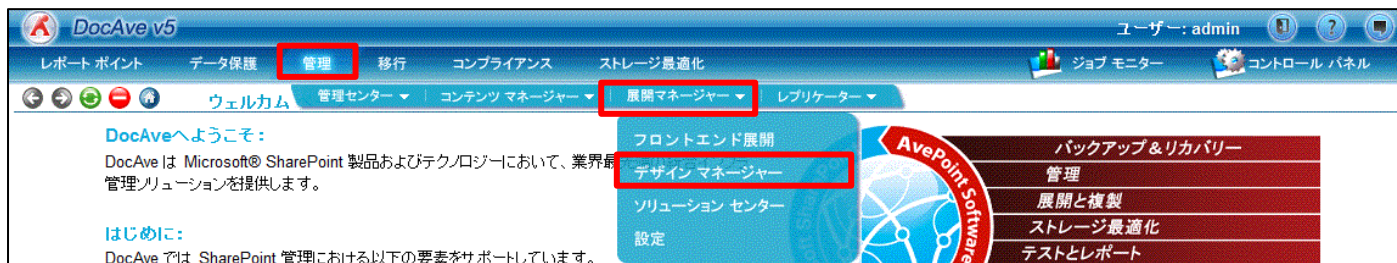 DocAve v5
ユーザー: admin
レポート ポイント データ保護 管理 移行 コンプライアンス ストレージ最適化 ジョブ モニター コントロール パネル
ウェルカム 管理センター コンテンツ マネージャー 展開マネージャー レプリケーター
DocAveへようこそ:
DocAve は Microsoft® SharePoint 製品およびテクノロジーにおいて、業界最
管理ソリューションを提供します。
はじめに:
DocAve では SharePoint 管理における以下の要素をサポートしています。
フロントエンド展開
デザイン マネージャー
ソリューション センター
設定
AvePoint Software
バックアップ&リカバリー
管理
展開と複製
ストレージ最適化
テストとレポート